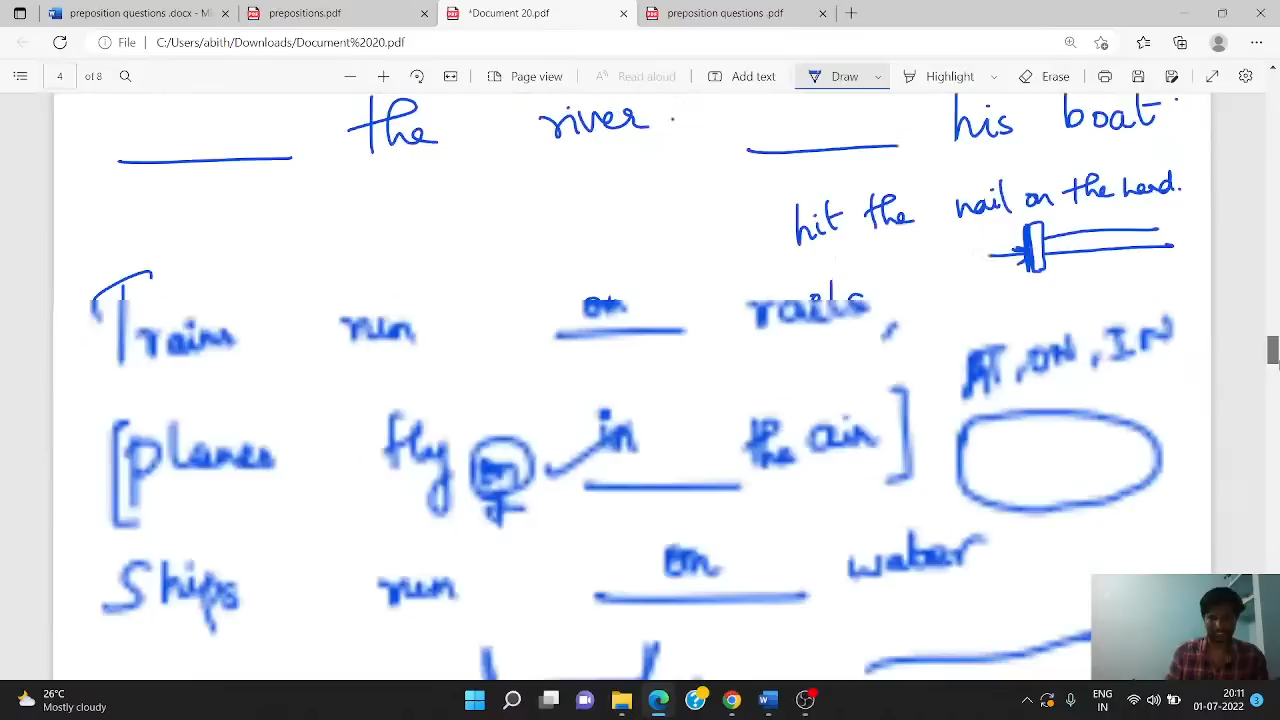 preposition questions .docx - Mi
prepositions.pdf
*Document 20.pdf
preposition questions .pdf
File
C:/Users/abith/Downloads/Document%2020.pdf
4
of 8
Page view
Read aloud
Add text
Draw
Highlight
Erase
the river. his boat.
hit the nail on the head.
Trains run on rails,
AT, ON, IN
[planes fly on in the air]
Ships run on water
26°C
Mostly cloudy
ENG
IN
20:11
01-07-2022
3